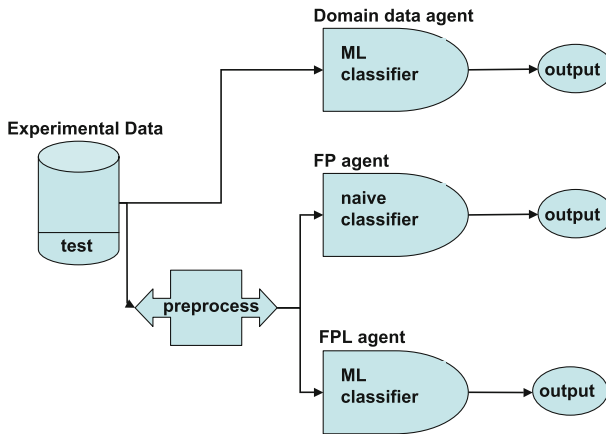 Domain data agent
ML
classifier
output
Experimental Data
test
FP agent
naive
classifier
output
preprocess
FPL agent
ML
classifier
output